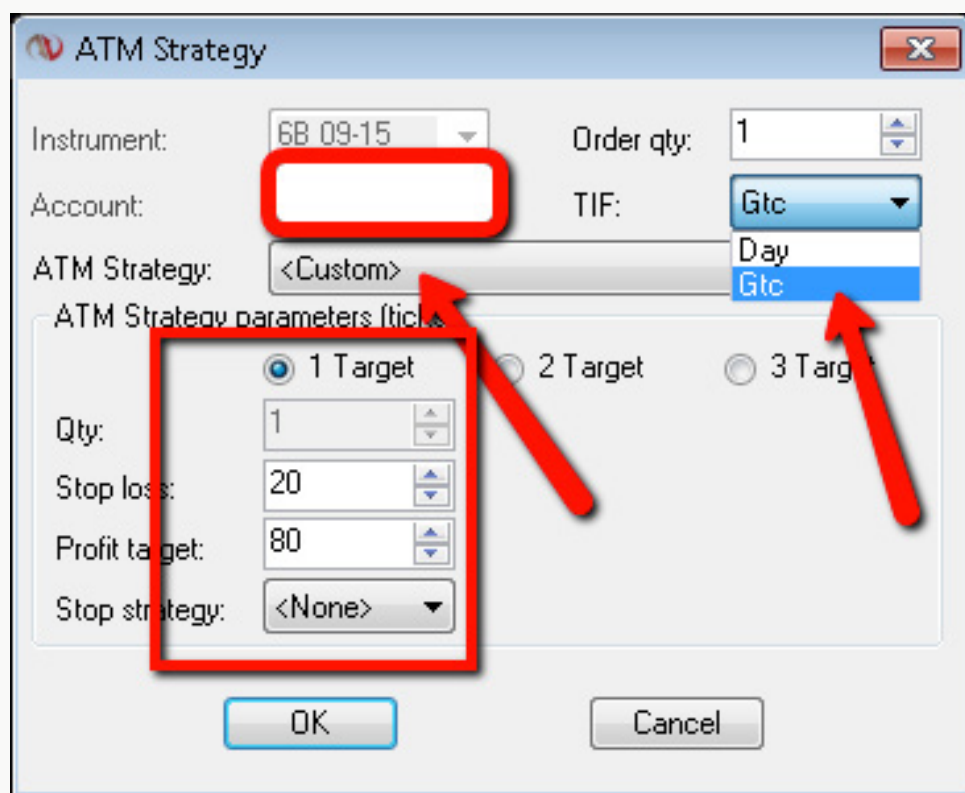 ATM Strategy
Instrument: 6B 09-15 Order qty: 1
Account: TIF: Gtc
Day
ATM Strategy: <Custom> Gtc
ATM Strategy parameters
1 Target 2 Target 3 Target
Qty: 1
Stop loss: 20
Profit target: 80
Stop strategy: <None>
OK Cancel